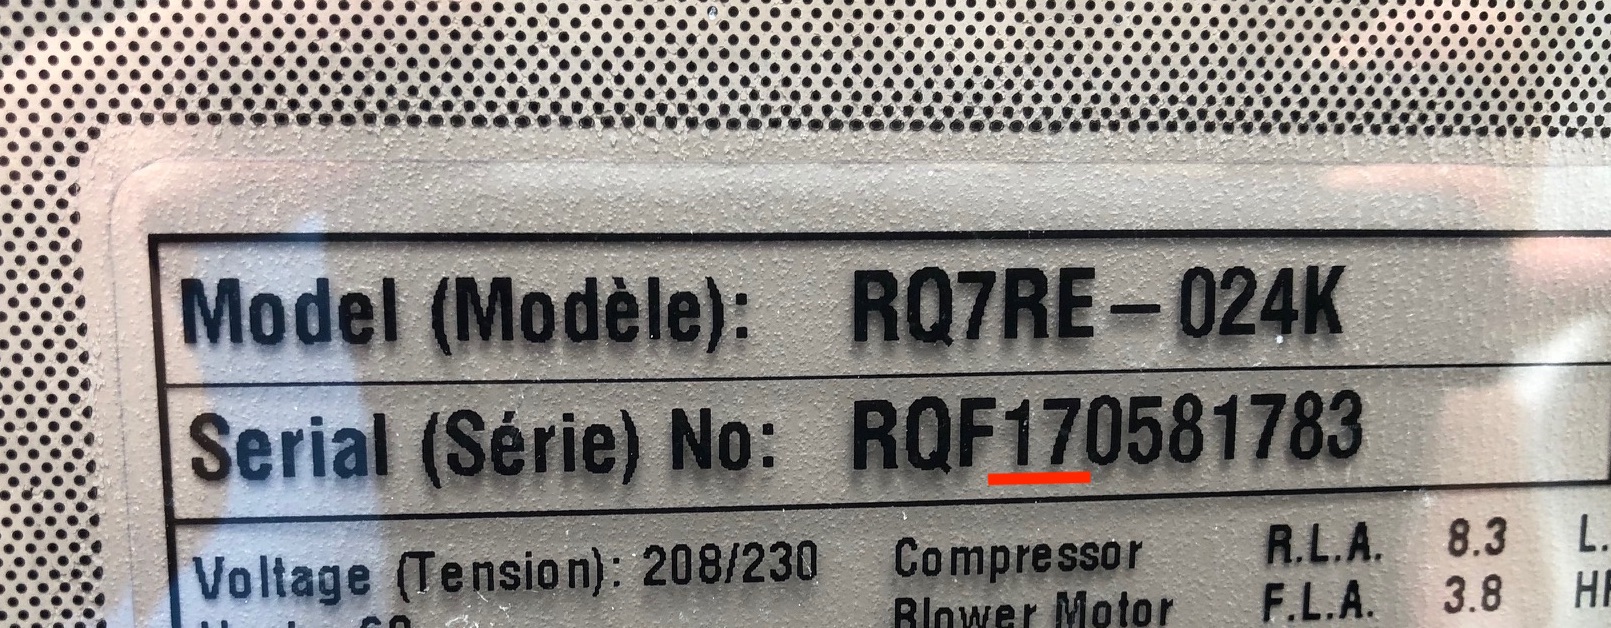 Model (Modèle): RQ7RE-024K
Serial (Série) No: RQF170581783
Voltage (Tension): 208/230 Compressor R.L.A. 8.3 L.
Blower Motor F.L.A. 3.8